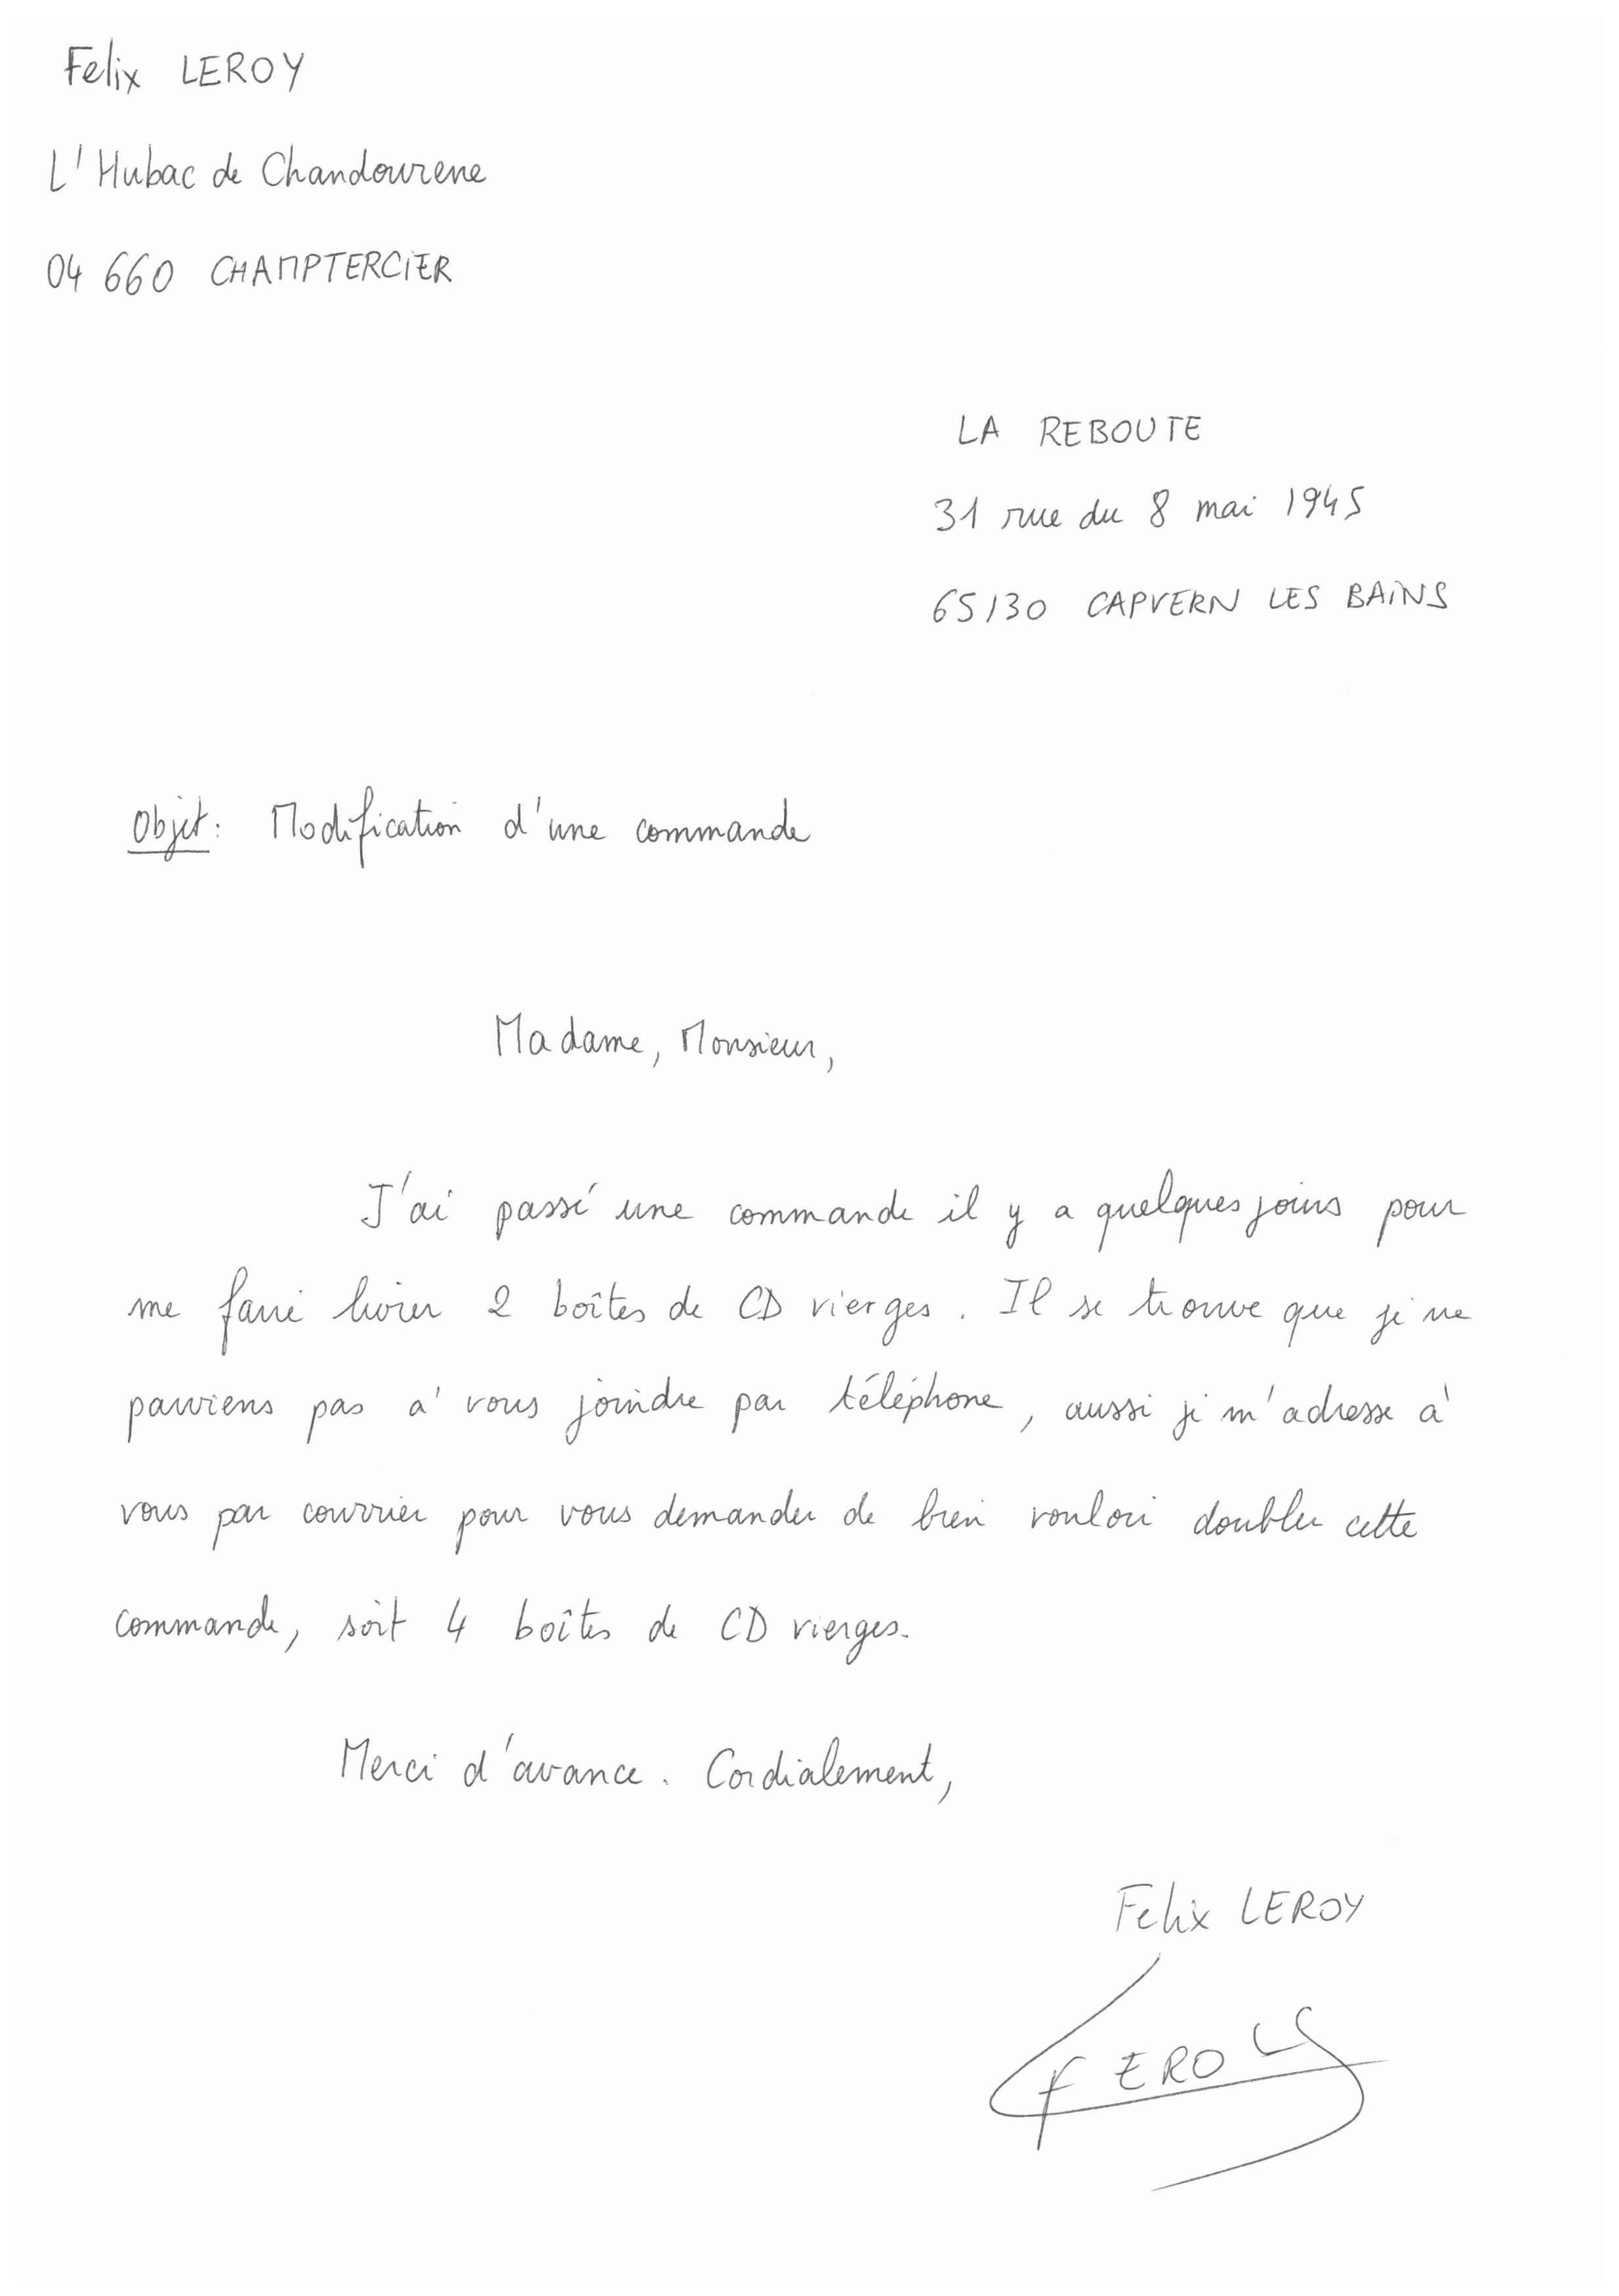 Felix LEROY
L'Hubac de Chandourene
04 660 CHAMPTERCIER
LA REBOUTE
31 rue du 8 mai 1945
65130 CAPVERN LES BAINS
Objet : Modification d'une commande
Madame, Monsieur,
J'ai passé une commande il y a quelques jours pour
me faire livrer 2 boîtes de CD vierges. Il se trouve que je ne
parviens pas à vous joindre par téléphone, aussi je m'adresse à
vous par courrier pour vous demander de bien vouloir doubler cette
commande, soit 4 boîtes de CD vierges.
Merci d'avance. Cordialement,
Felix LEROY